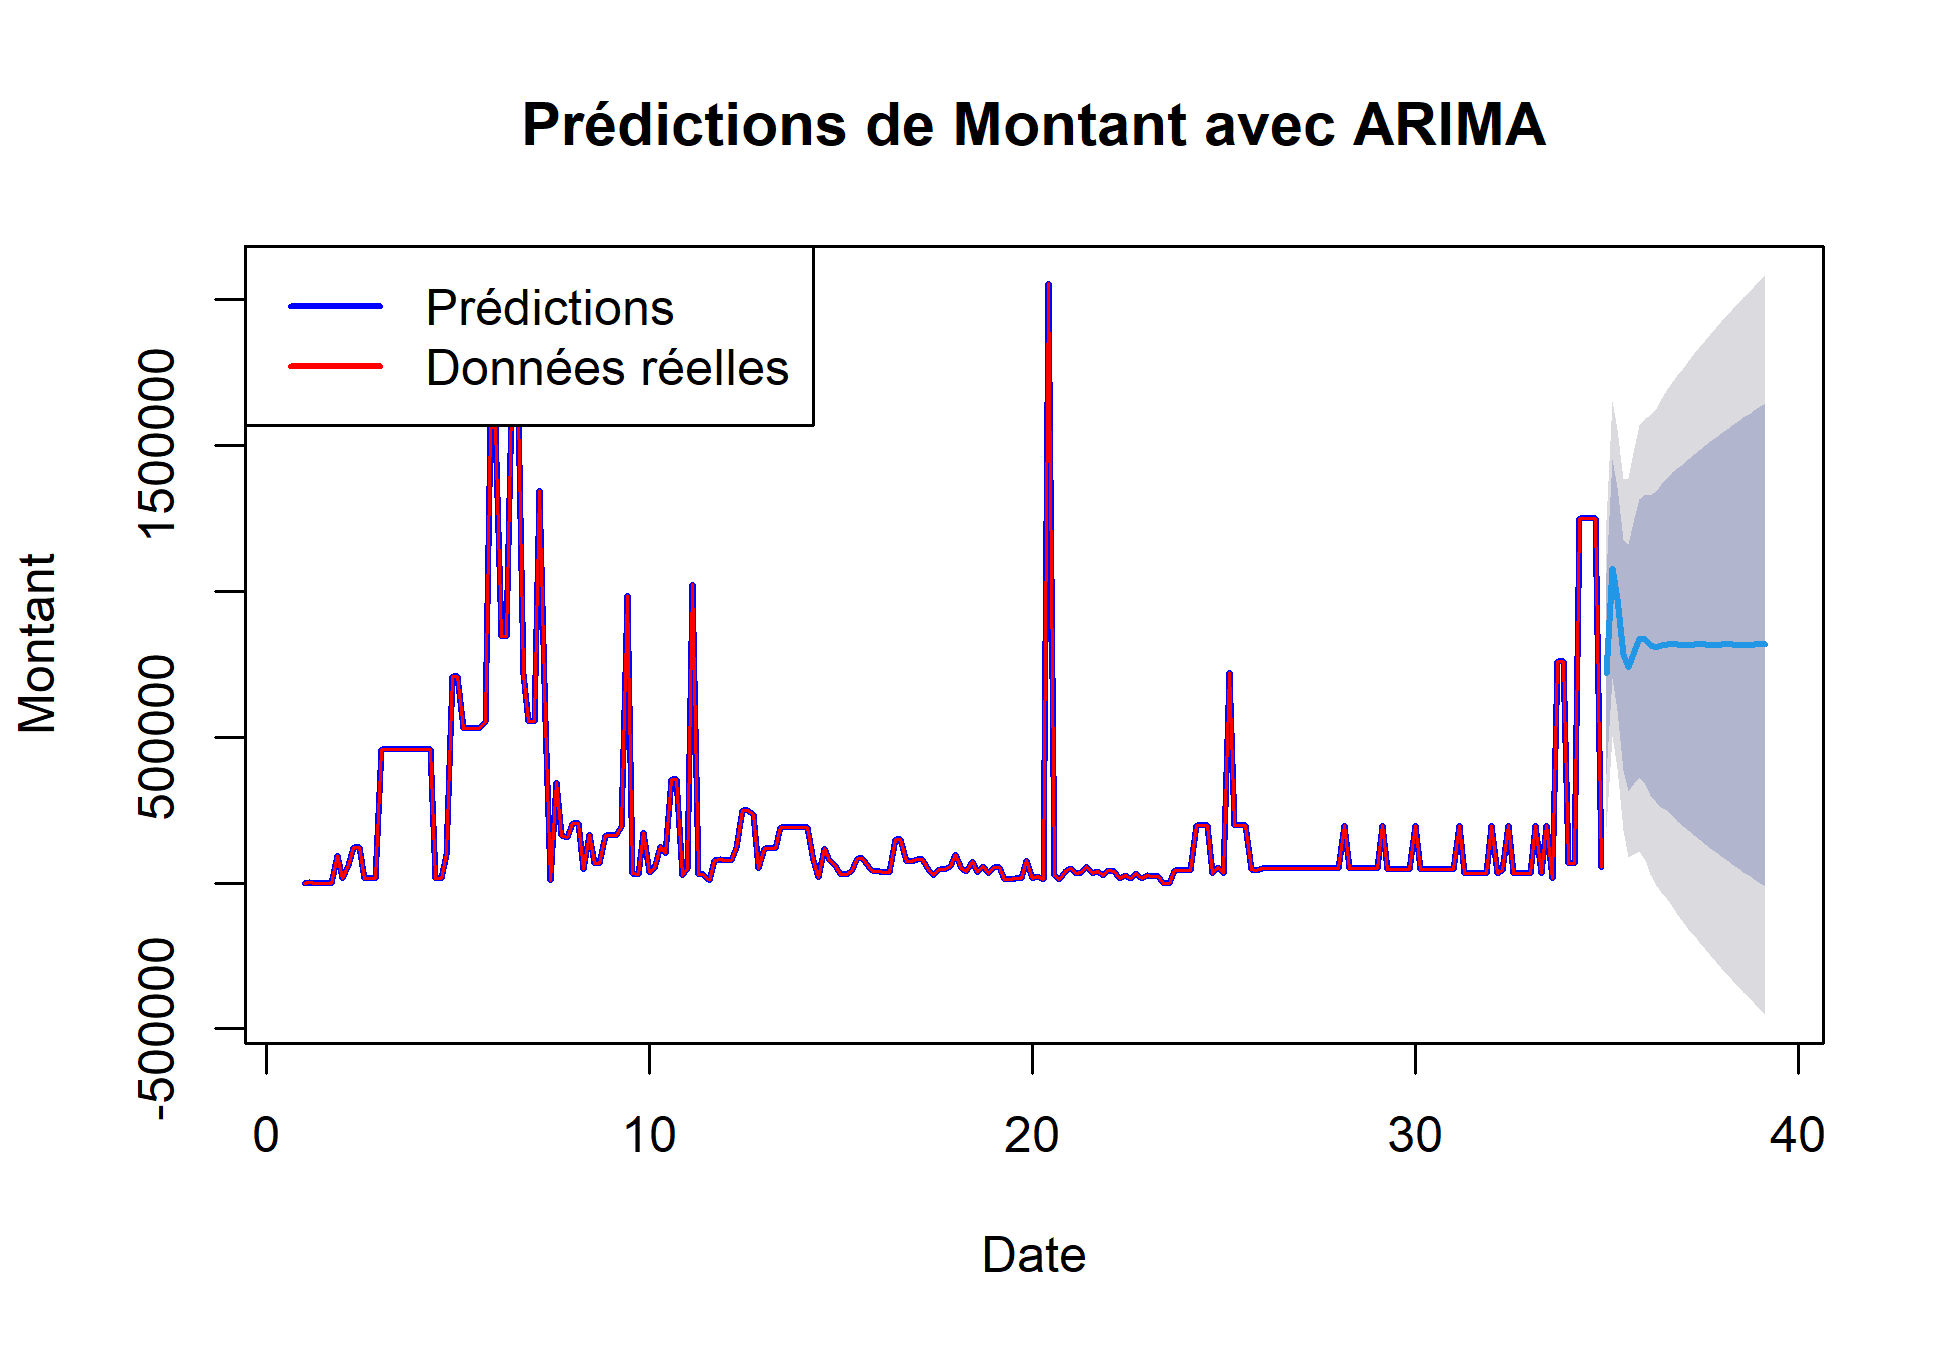 Prédictions de Montant avec ARIMA
Prédictions
Données réelles
Montant
1500000
500000
-500000
0 10 20 30 40
Date